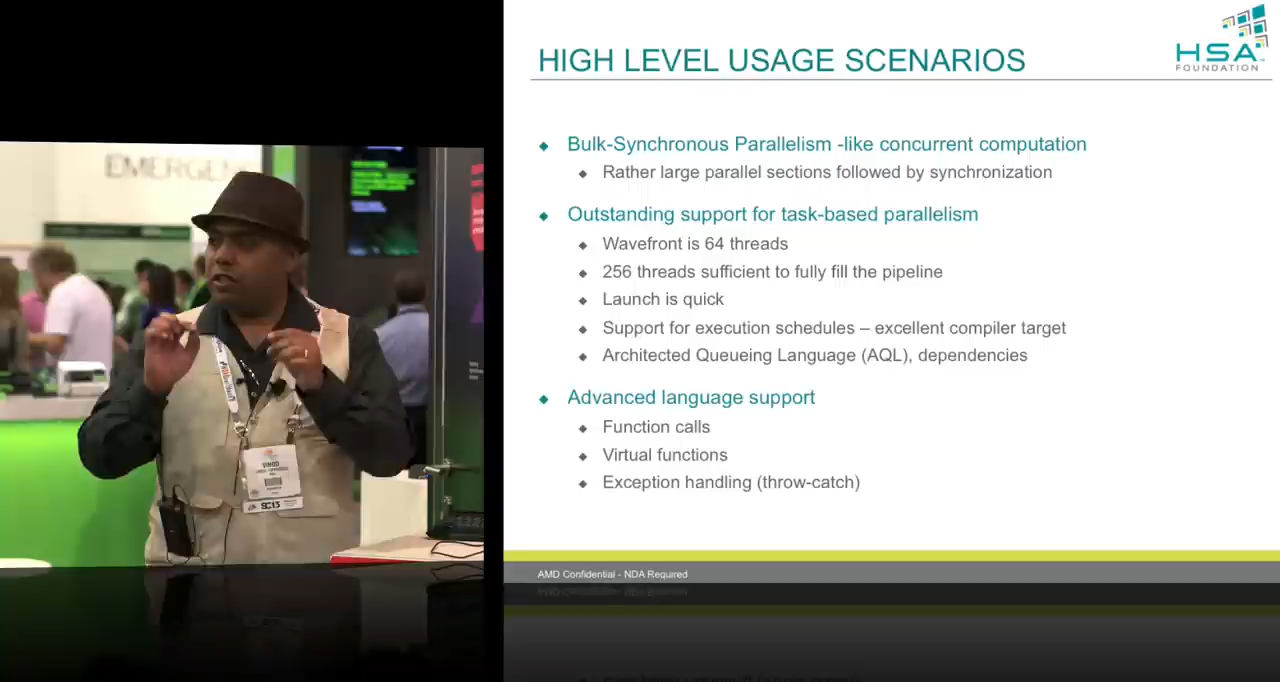 EMERGEN
VINOD
SC13
HIGH LEVEL USAGE SCENARIOS
HSA
FOUNDATION
Bulk-Synchronous Parallelism -like concurrent computation
Rather large parallel sections followed by synchronization
Outstanding support for task-based parallelism
Wavefront is 64 threads
256 threads sufficient to fully fill the pipeline
Launch is quick
Support for execution schedules – excellent compiler target
Architected Queueing Language (AQL), dependencies
Advanced language support
Function calls
Virtual functions
Exception handling (throw-catch)
AMD Confidential - NDA Required